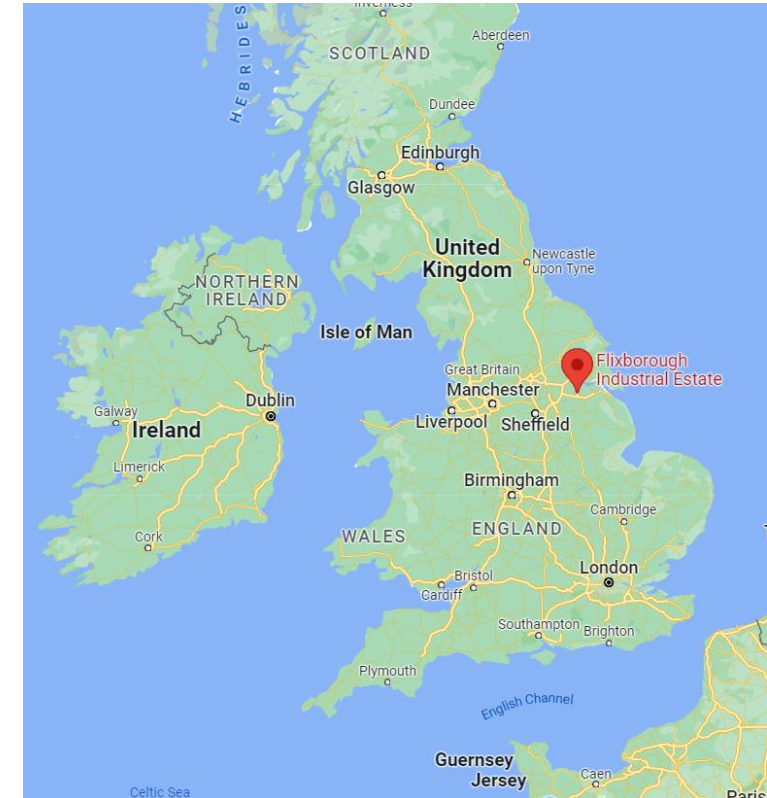 Inverness
HEBRIDES
Aberdeen
SCOTLAND
Dundee
Edinburgh
Glasgow
United
Kingdom
Newcastle
upon Tyne
NORTHERN
IRELAND
Isle of Man
Great Britain
Flixborough
Industrial Estate
Manchester
Dublin
Galway
Ireland
Liverpool
Sheffield
Limerick
Birmingham
Cambridge
Cork
WALES
ENGLAND
London
Bristol
Cardiff
Southampton
Brighton
Plymouth
English Channel
Guernsey
Jersey
Caen
Celtic Sea
Paris